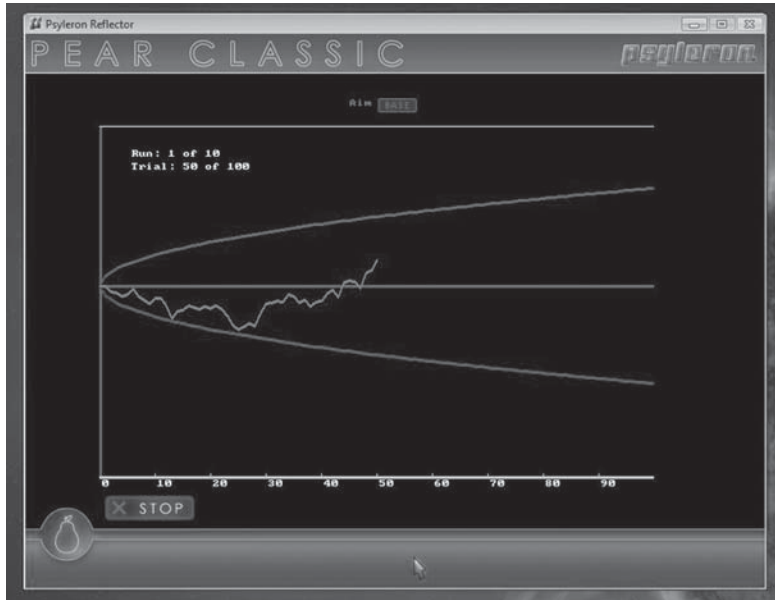 Psyleron Reflector
PEAR CLASSIC psyleron.
Aim BASE
Run: 1 of 10
Trial: 50 of 100
0 10 20 30 40 50 60 70 80 90
X STOP